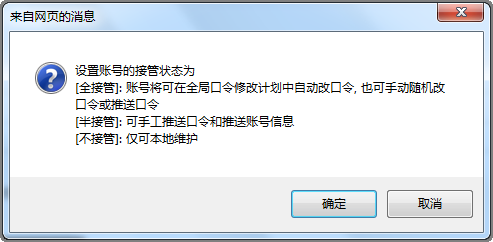 来自网页的消息
设置账号的接管状态为
[全接管]: 账号将可在全局口令修改计划中自动改口令, 也可手动随机改
口令或推送口令
[半接管]: 可手工推送口令和推送账号信息
[不接管]: 仅可本地维护
确定
取消